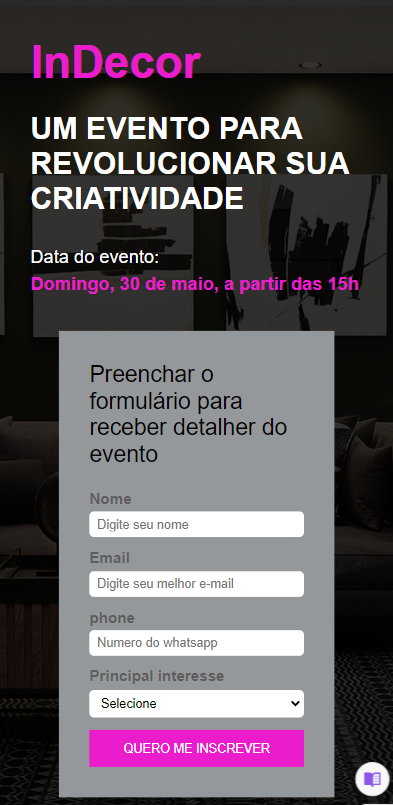 InDecor
UM EVENTO PARA
REVOLUCIONAR SUA
CRIATIVIDADE
Data do evento:
Domingo, 30 de maio, a partir das 15h
Preenchar o
formulário para
receber detalher do
evento
Nome
Digite seu nome
Email
Digite seu melhor e-mail
phone
Numero do whatsapp
Principal interesse
Selecione
QUERO ME INSCREVER